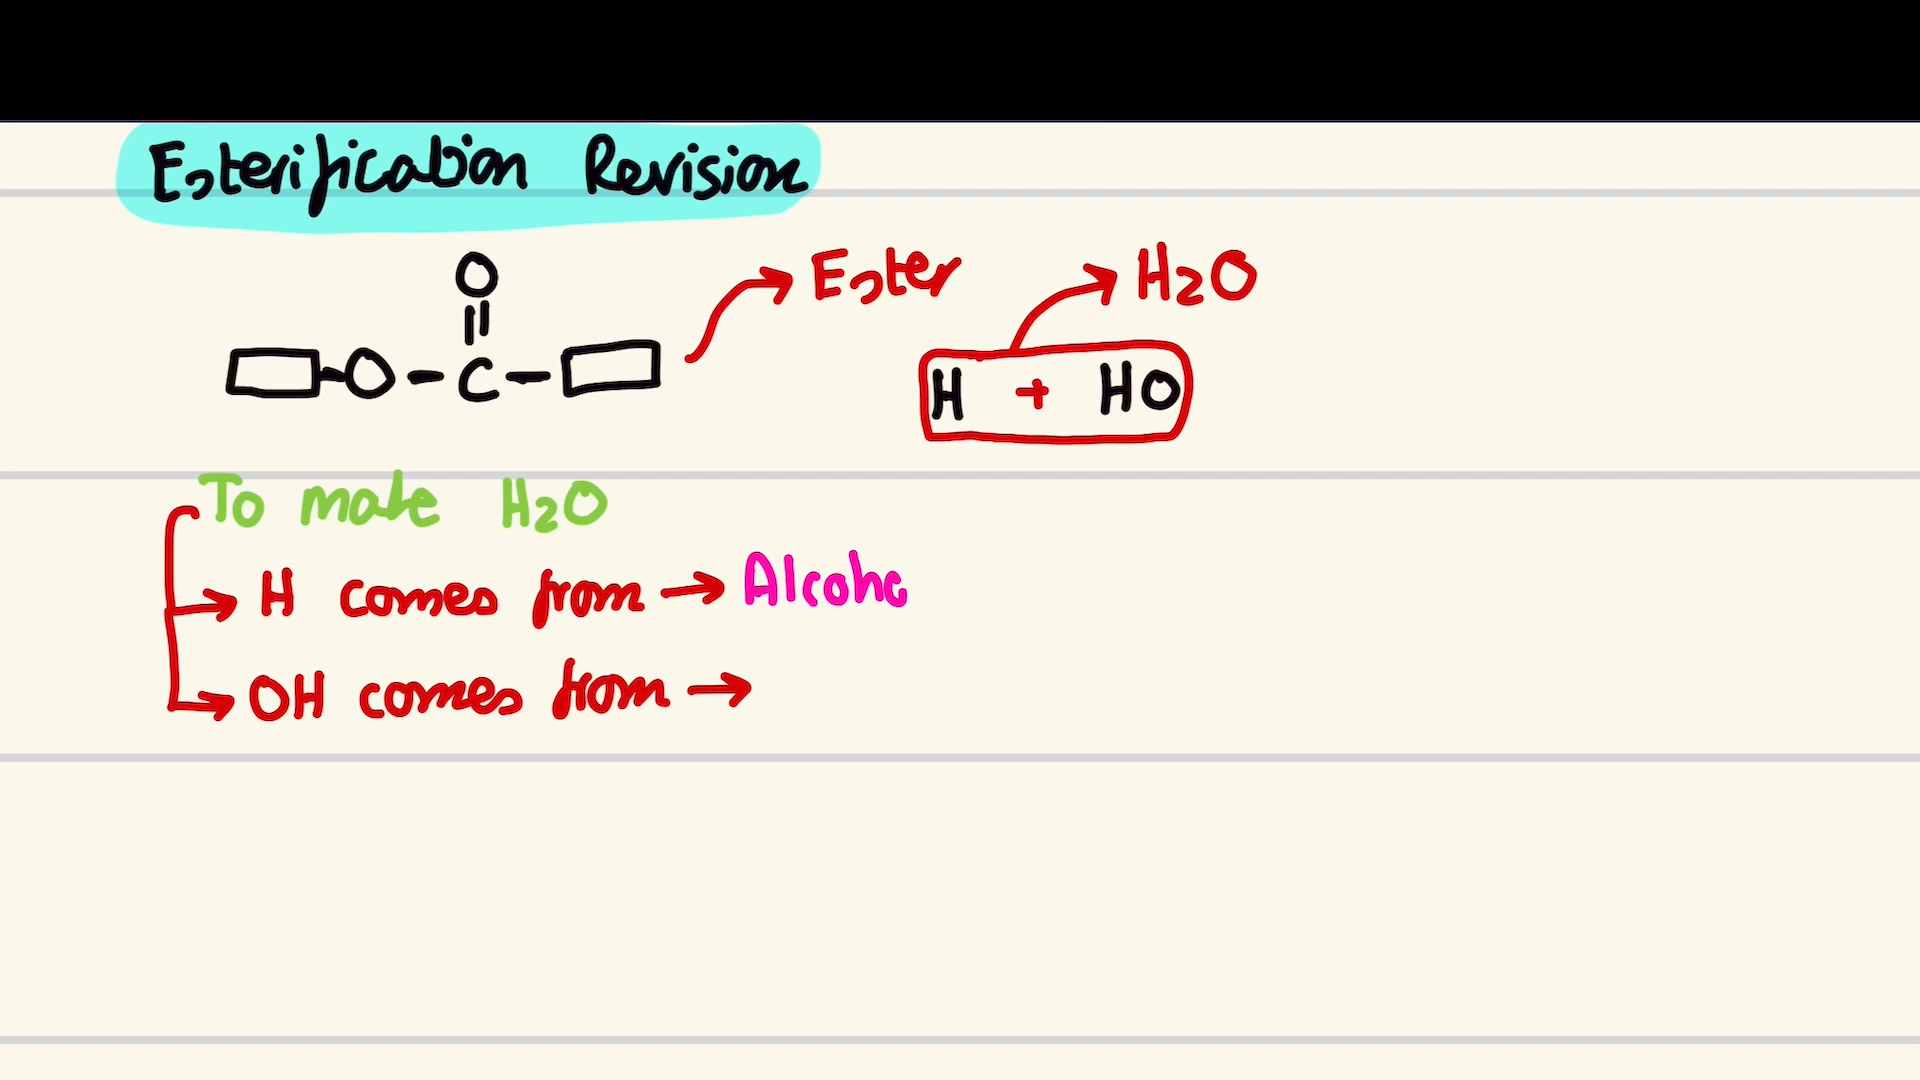 Esterification Revision
O
||
O - C -
Ester
H2O
H + HO
To make H2O
H comes from → Alcoho
OH comes from →